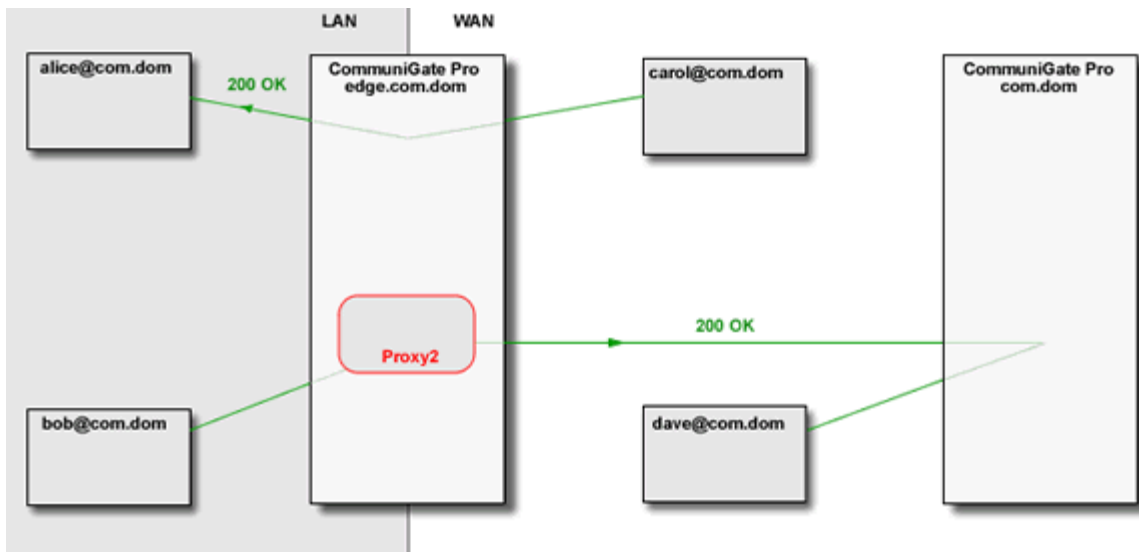 LAN
WAN
alice@com.dom
200 OK
CommuniGate Pro
edge.com.dom
carol@com.dom
CommuniGate Pro
com.dom
200 OK
Proxy2
bob@com.dom
dave@com.dom